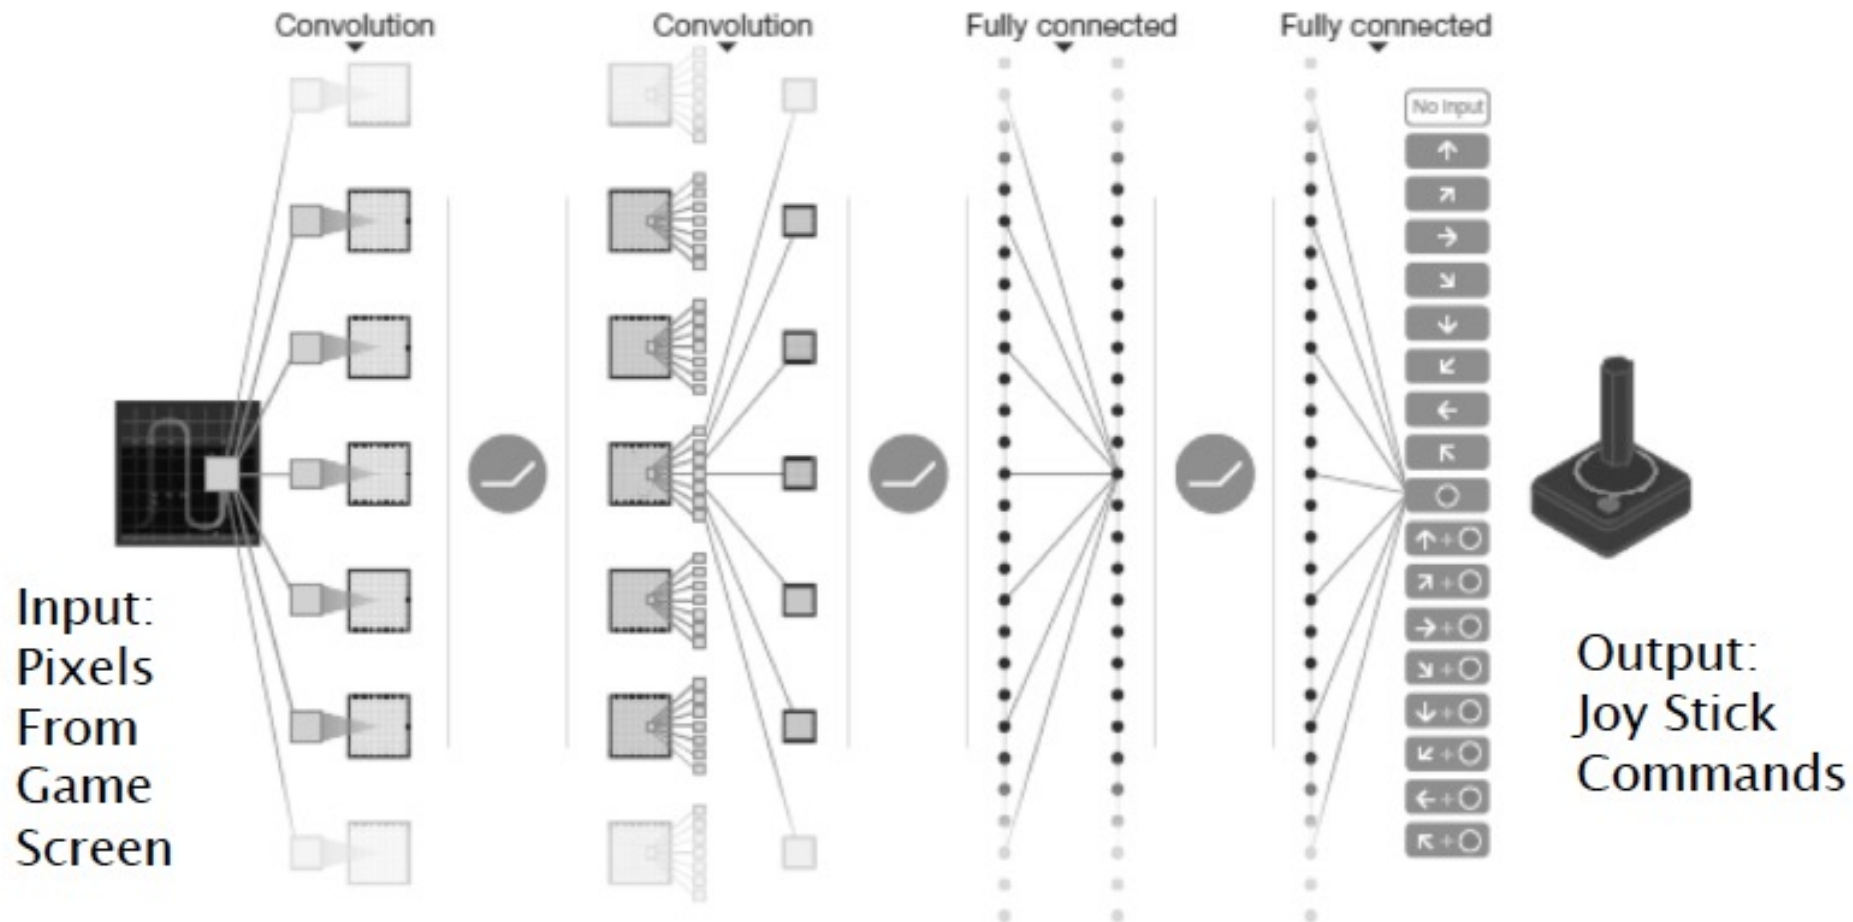 Convolution
Convolution
Fully connected
Fully connected
No input
Input:
Pixels
From
Game
Screen
Output:
Joy Stick
Commands